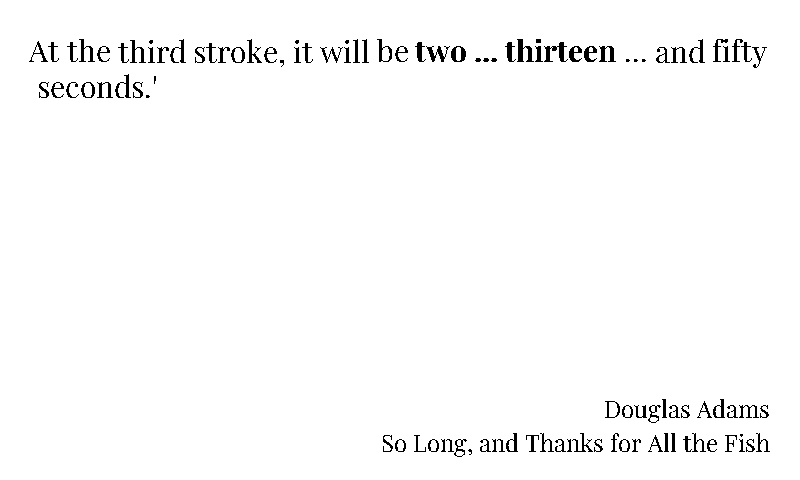 At the third stroke, it will be two ... thirteen ... and fifty
seconds.'
Douglas Adams
So Long, and Thanks for All the Fish